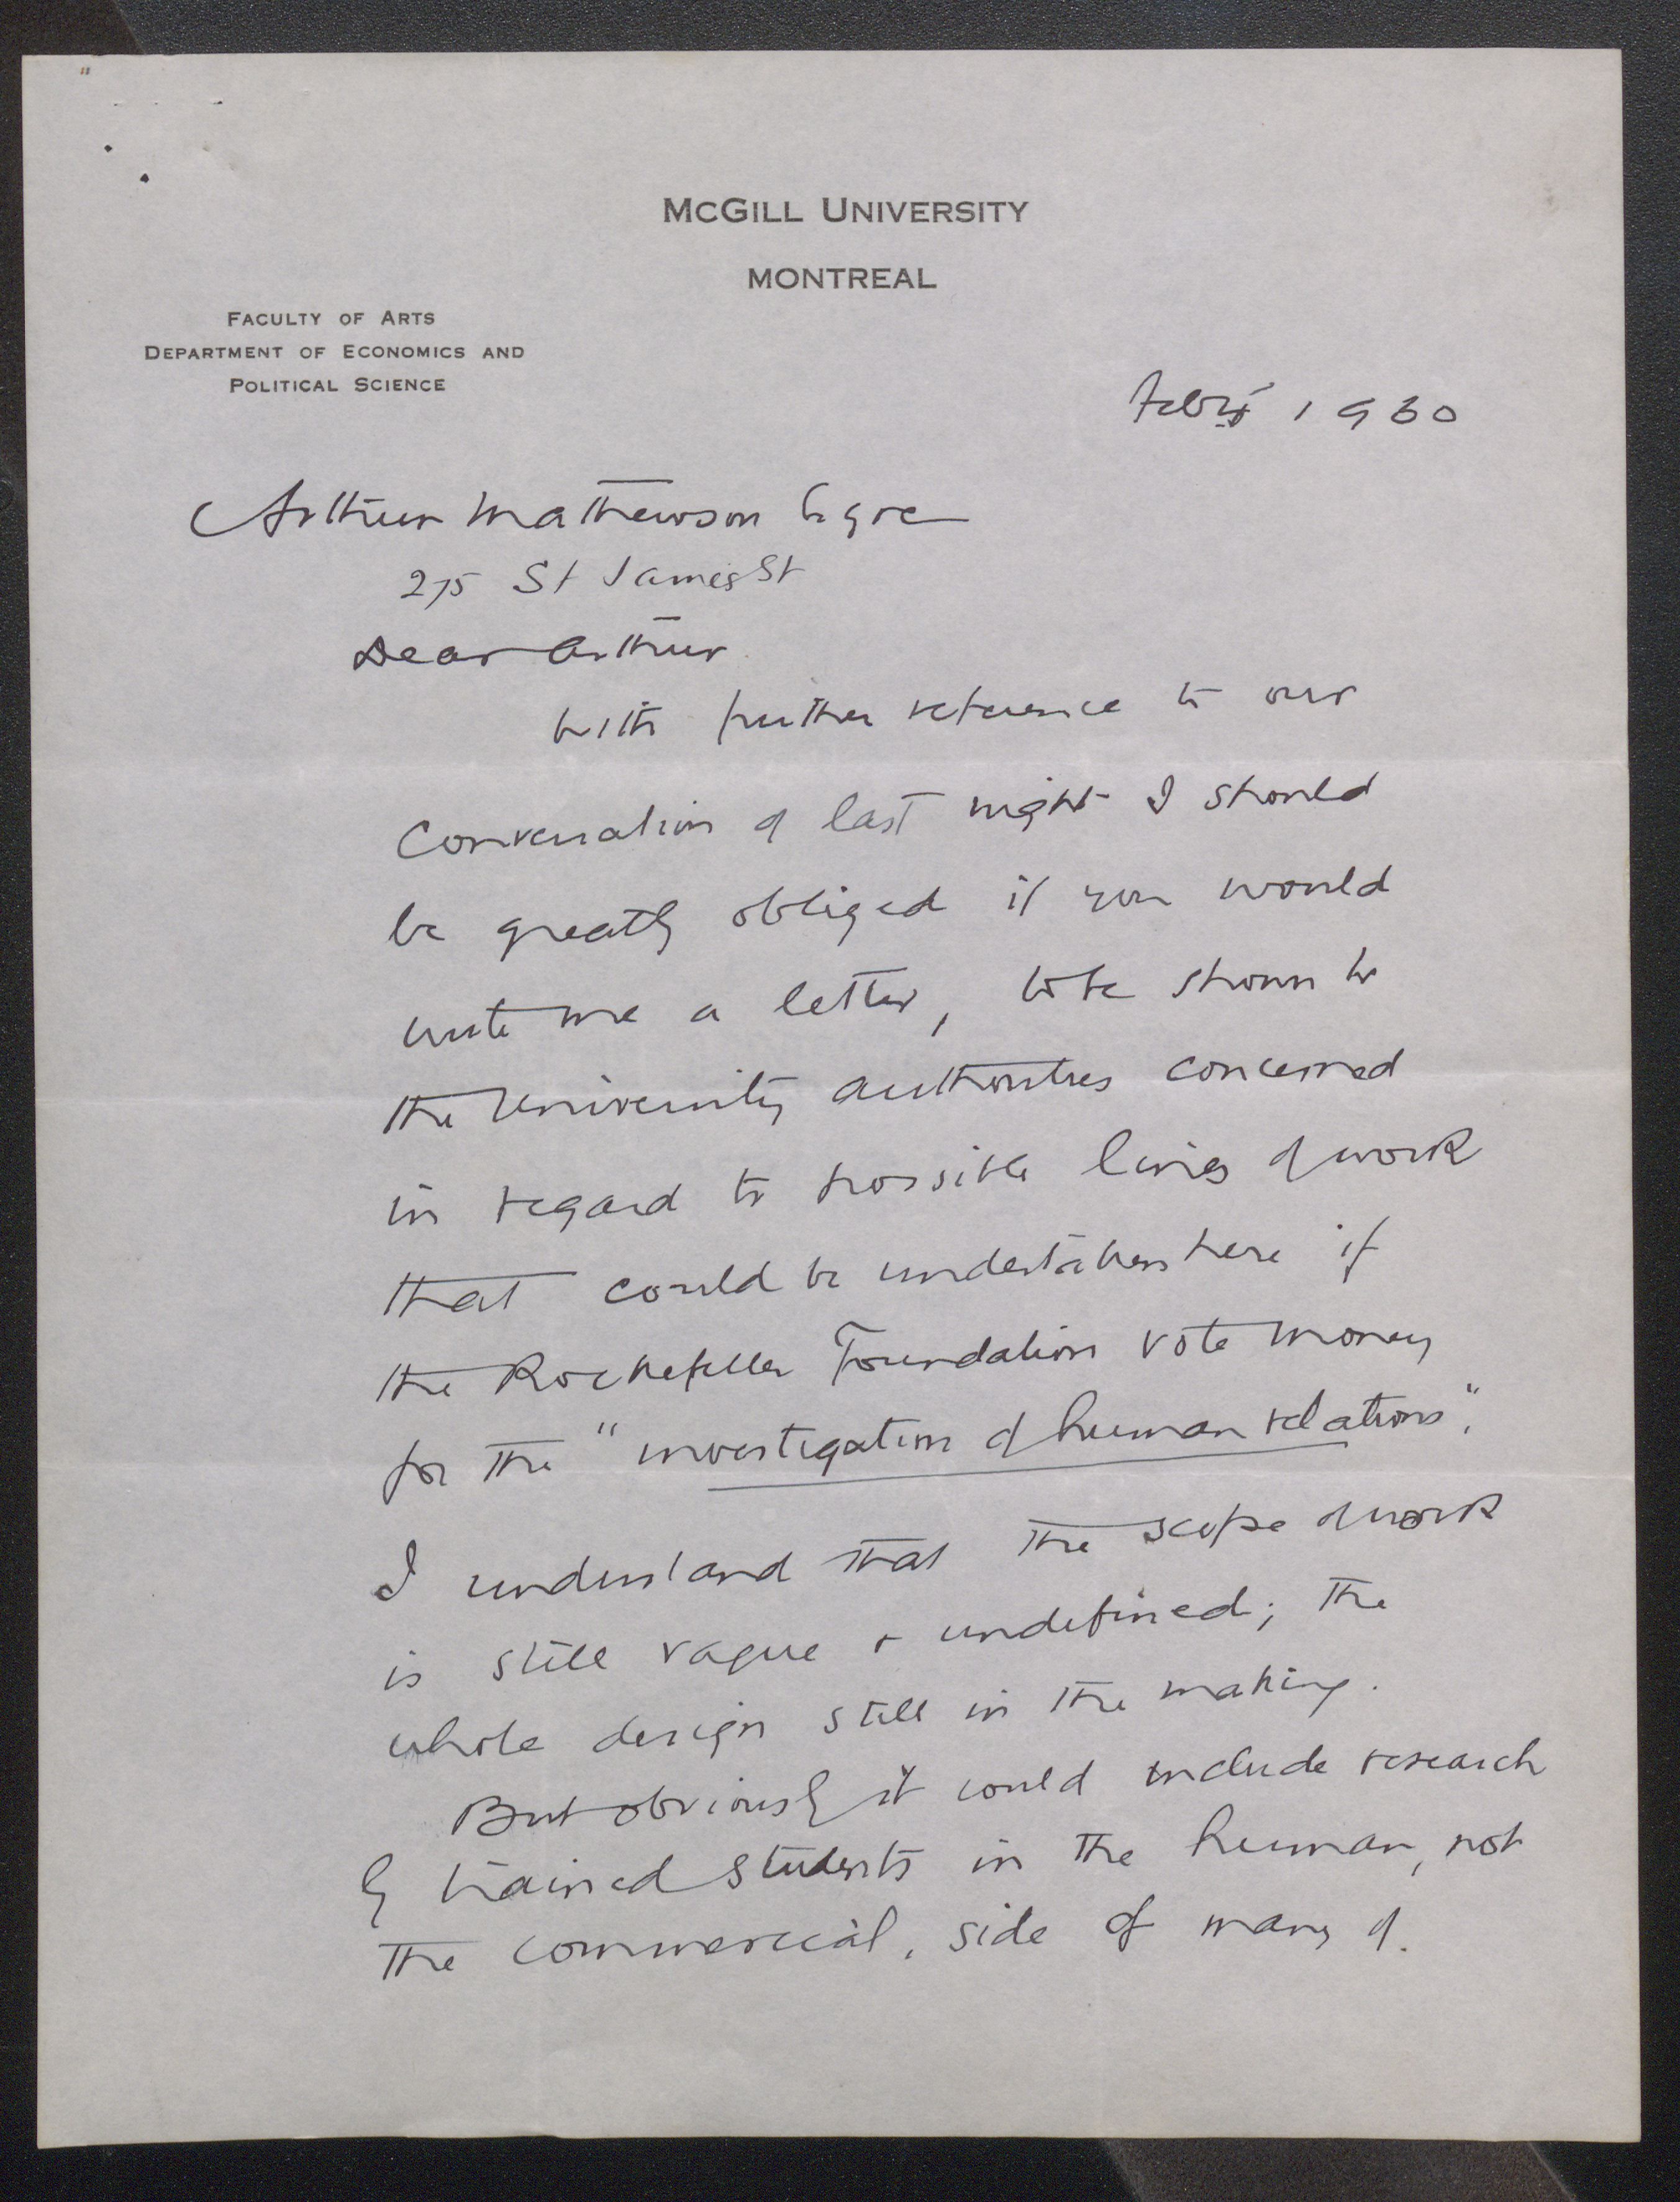 McGILL UNIVERSITY
MONTREAL
FACULTY OF ARTS
DEPARTMENT OF ECONOMICS AND
POLITICAL SCIENCE
1930
Arthur Mathewson Esqre
275 St James St
Dear Arthur
With further reference to our
conversation of last night I should
be greatly obliged if you would
write me a letter, to be shown to
the University authorities concerned
in regard to possible lines of work
that could be undertaken here if
the Rockefeller Foundation vote money
for the "investigation of human relations".
I understand that the scope of work
is still vague & undefined; the
whole design still in the making.
But obviously it could include research
by trained students in the human, not
the commercial, side of many of.